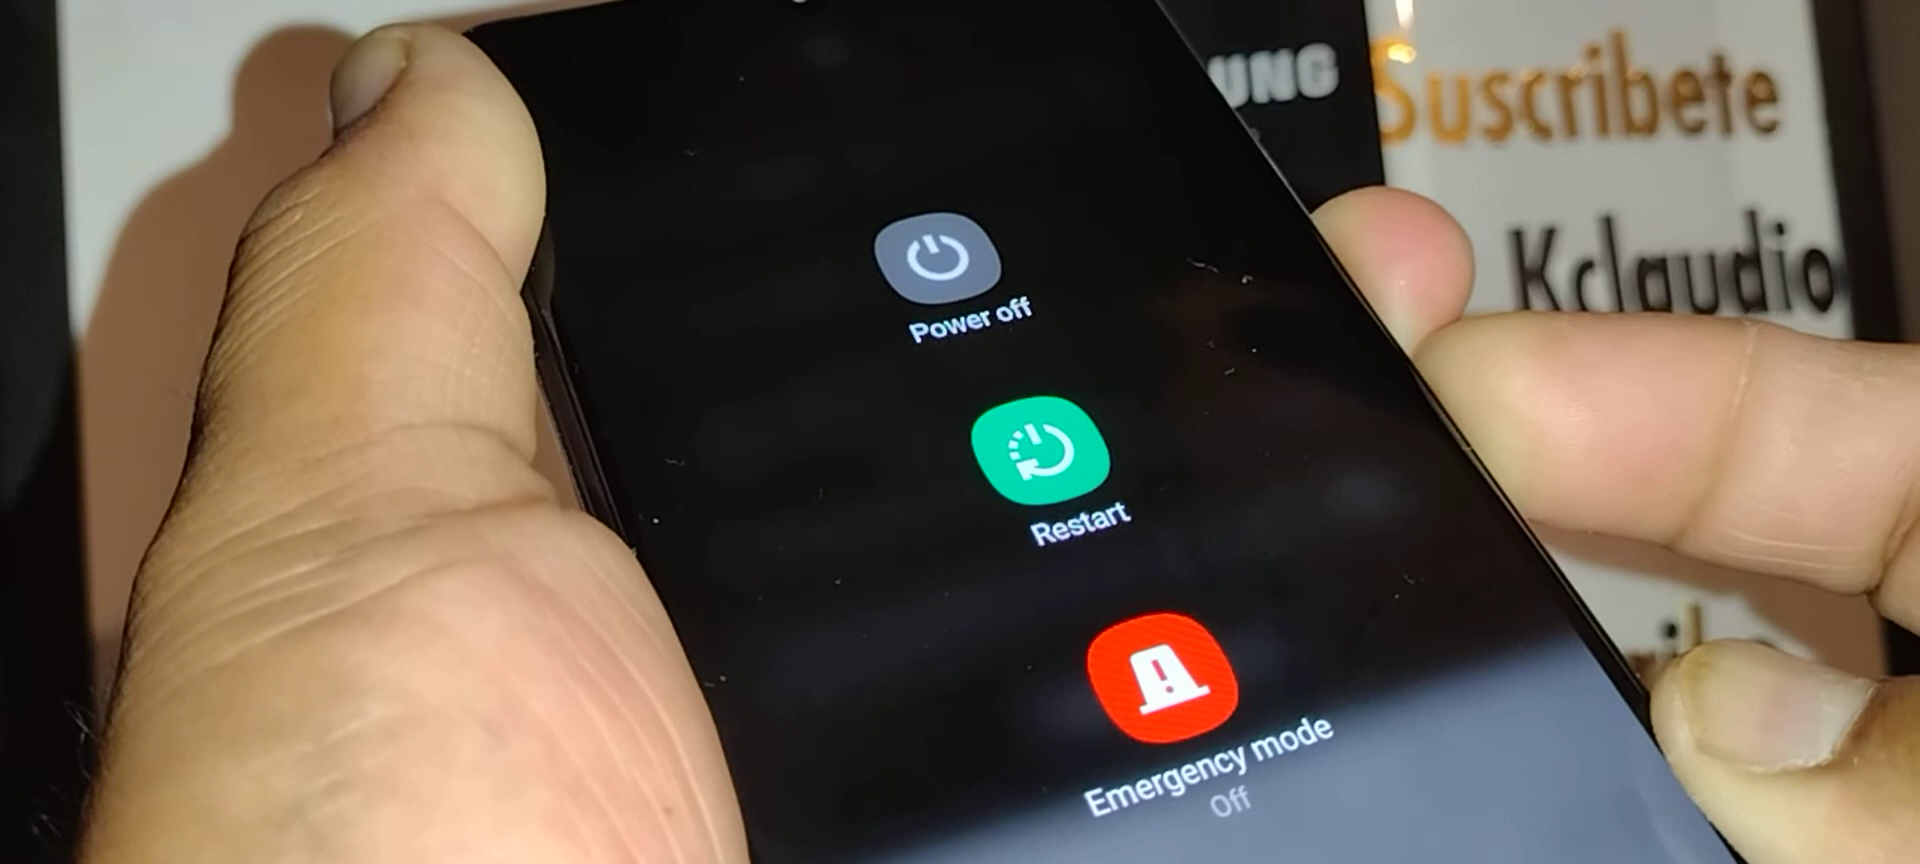 UNG
Suscribete
Kclaudio
Power off
Restart
Emergency mode
Off